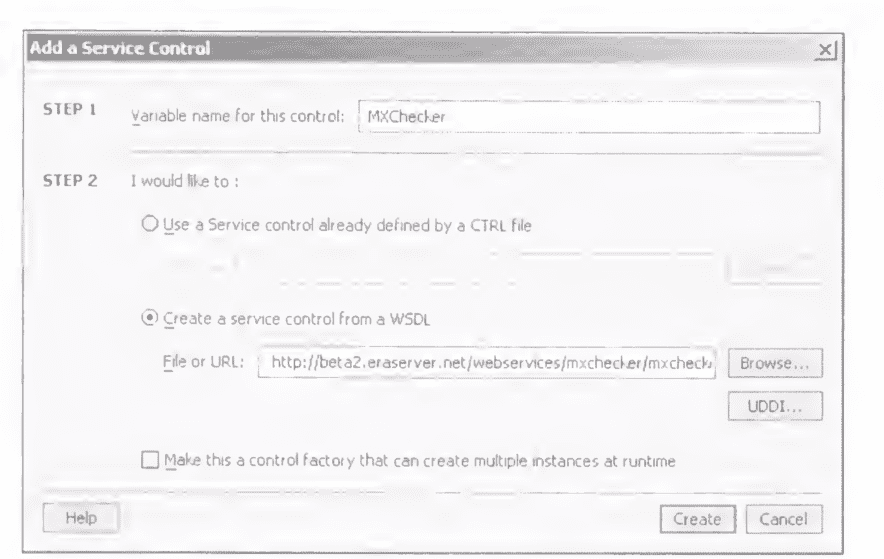 Add a Service Control
STEP 1 Variable name for this control: MXChecker
STEP 2 I would like to :
Use a Service control already defined by a CTRL file
Create a service control from a WSDL
File or URL: http://beta2.eraserver.net/webservices/mxchecker/mxcheck Browse...
UDDI...
Make this a control factory that can create multiple instances at runtime
Help Create Cancel